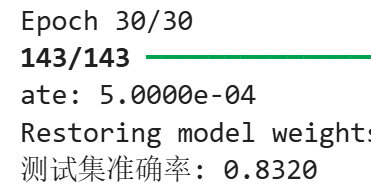 Epoch 30/30
143/143
ate: 5.0000e-04
Restoring model weights
测试集准确率: 0.8320